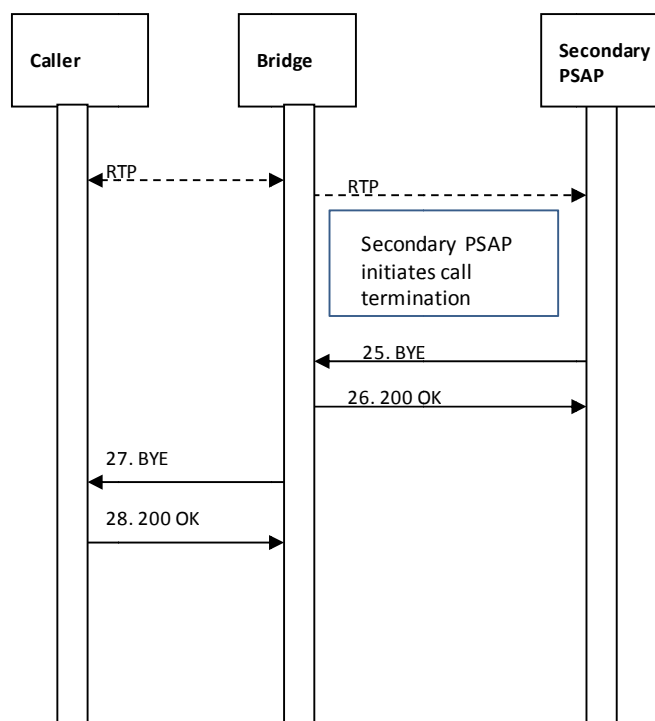 Caller
Bridge
Secondary
PSAP
RTP
RTP
Secondary PSAP
initiates call
termination
25. BYE
26. 200 OK
27. BYE
28. 200 OK